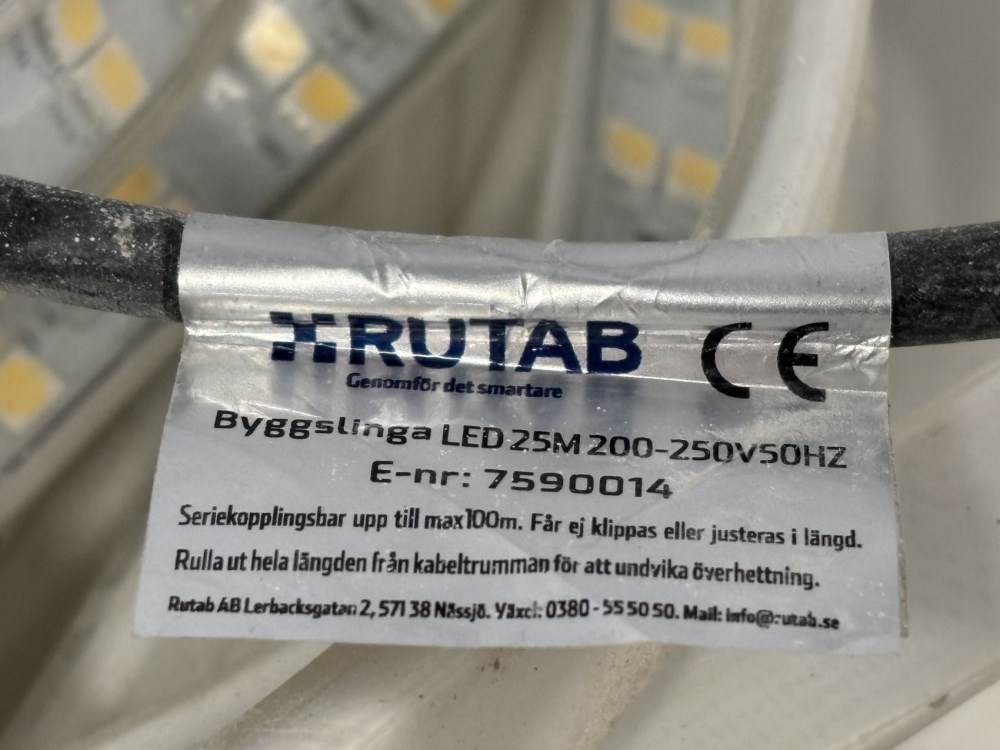 RUTAB CE
Genomför det smartare
Byggslinga LED 25M 200-250V50HZ
E-nr: 7590014
Seriekopplingsbar upp till max100m. Får ej klippas eller justeras i längd.
Rulla ut hela längden från kabeltrumman för att undvika överhettning.
Rutab AB Lerbacksgatan 2, 571 38 Nässjö. Växel: 0380-55 50 50. Mail: info@rutab.se